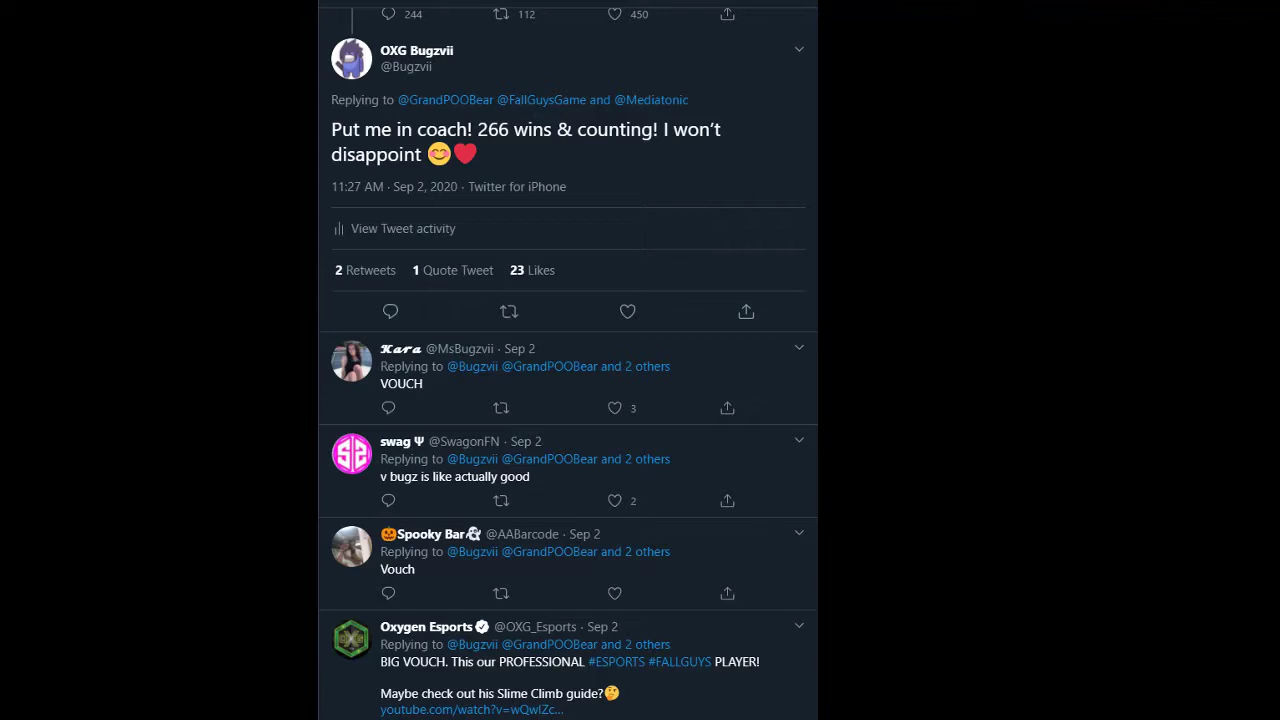 244 112 450
OXG Bugzvii
@Bugzvii
Replying to @GrandPOOBear @FallGuysGame and @Mediatonic
Put me in coach! 266 wins & counting! I won't
disappoint 😊❤️
11:27 AM · Sep 2, 2020 · Twitter for iPhone
View Tweet activity
2 Retweets 1 Quote Tweet 23 Likes
𝓚𝓪𝓻𝓪 @MsBugzvii · Sep 2
Replying to @Bugzvii @GrandPOOBear and 2 others
VOUCH
3
swag Ψ @SwagonFN · Sep 2
Replying to @Bugzvii @GrandPOOBear and 2 others
v bugz is like actually good
2
🎃Spooky Bar👻 @AABarcode · Sep 2
Replying to @Bugzvii @GrandPOOBear and 2 others
Vouch
Oxygen Esports @OXG_Esports · Sep 2
Replying to @Bugzvii @GrandPOOBear and 2 others
BIG VOUCH. This our PROFESSIONAL #ESPORTS #FALLGUYS PLAYER!
Maybe check out his Slime Climb guide?🤔
youtube.com/watch?v=wQwIZc...